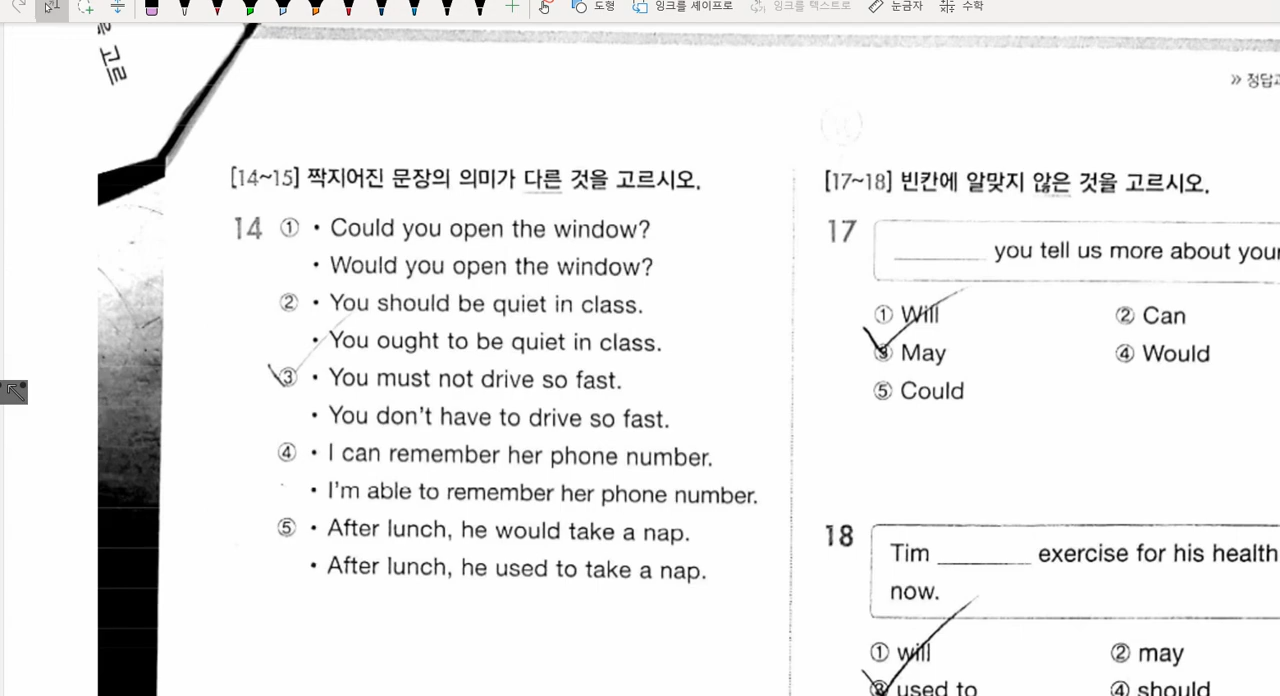 도형
잉크를 셰이프로
잉크를 텍스트로
눈금자
수학
고르
» 정답
[14~15] 짝지어진 문장의 의미가 다른 것을 고르시오.
14 ① • Could you open the window?
• Would you open the window?
② • You should be quiet in class.
• You ought to be quiet in class.
③ • You must not drive so fast.
• You don't have to drive so fast.
④ • I can remember her phone number.
• I'm able to remember her phone number.
⑤ • After lunch, he would take a nap.
• After lunch, he used to take a nap.
[17~18] 빈칸에 알맞지 않은 것을 고르시오.
17
________ you tell us more about your
① Will ② Can
③ May ④ Would
⑤ Could
18
Tim ________ exercise for his health
now.
① will ② may
③ used to ④ should